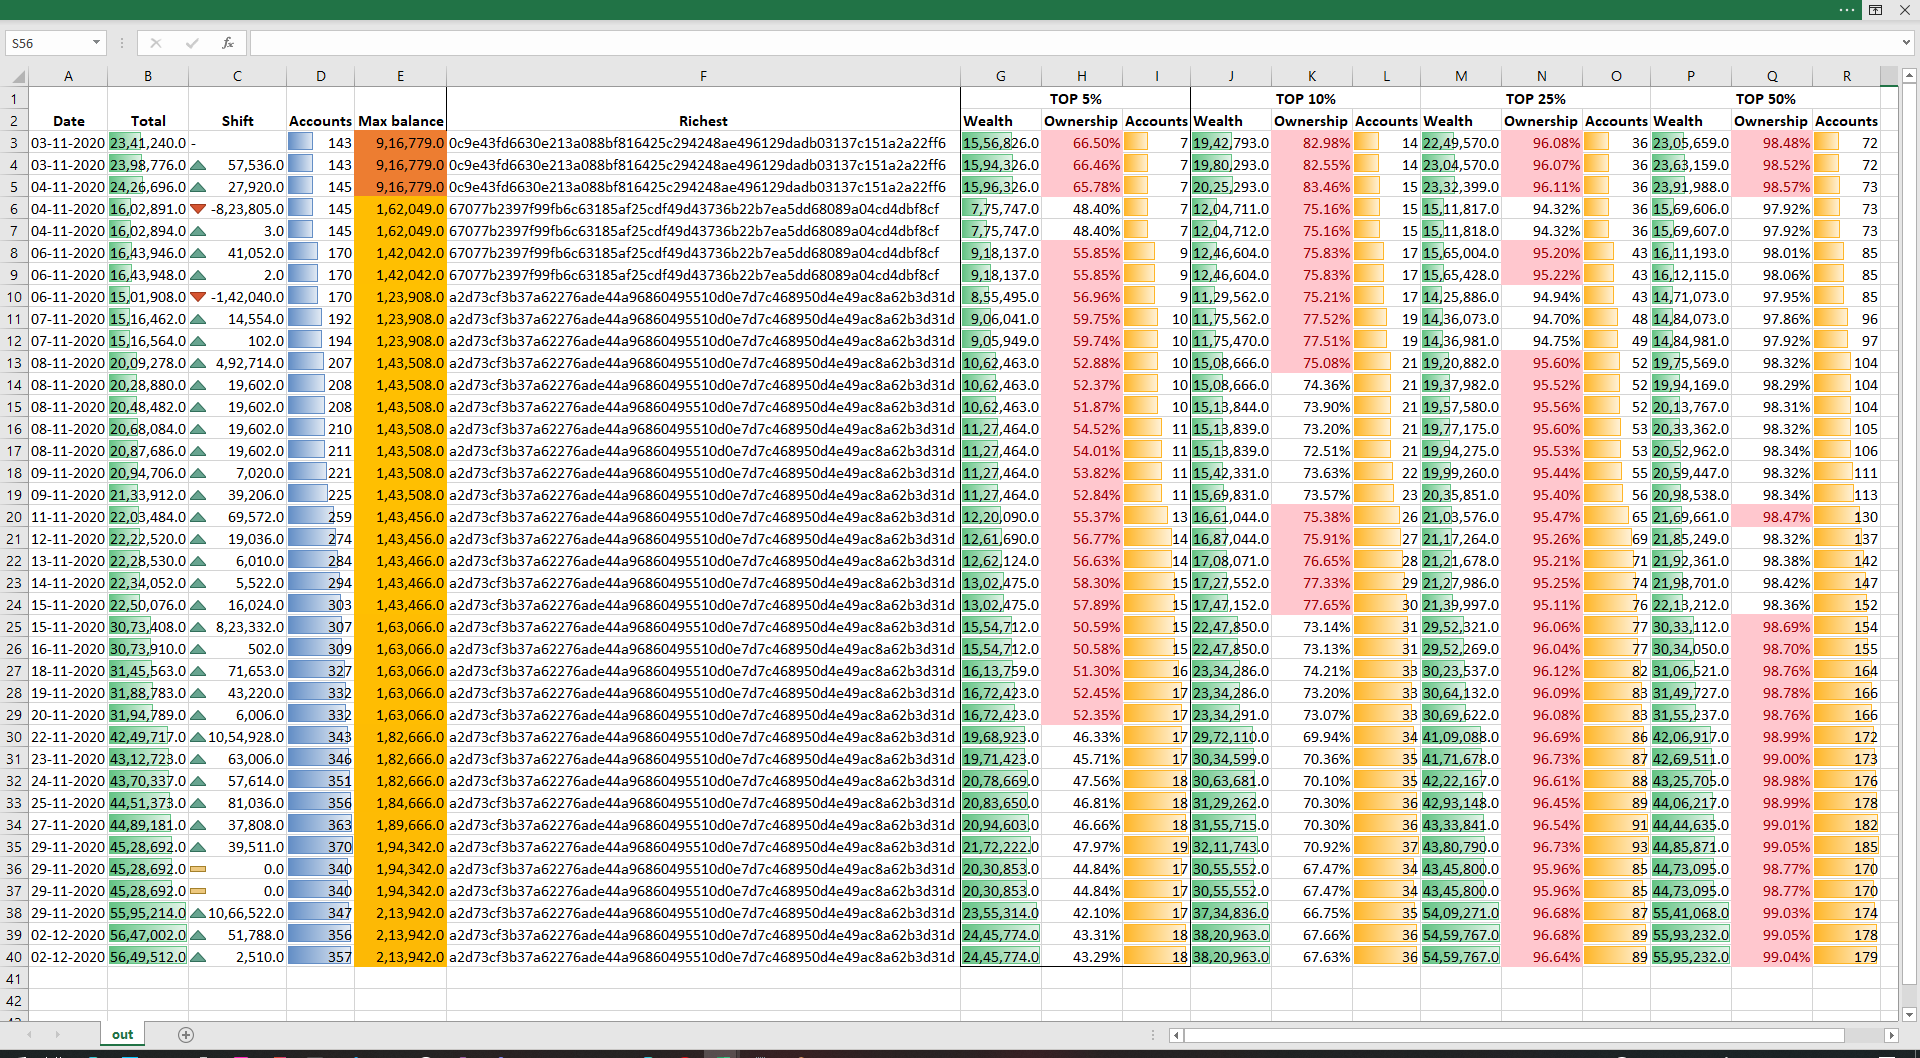 S56
fx
A B C D E F G H I J K L M N O P Q R
1 TOP 5% TOP 10% TOP 25% TOP 50%
2 Date Total Shift Accounts Max balance Richest Wealth Ownership Accounts Wealth Ownership Accounts Wealth Ownership Accounts Wealth Ownership Accounts
3 03-11-2020 23,41,240.0 - 143 9,16,779.0 0c9e43fd6630e213a088bf816425c294248ae496129dadb03137c151a2a22ff6 15,56,826.0 66.50% 7 19,42,793.0 82.98% 14 22,49,570.0 96.08% 36 23,05,659.0 98.48% 72
4 03-11-2020 23,98,776.0 57,536.0 143 9,16,779.0 0c9e43fd6630e213a088bf816425c294248ae496129dadb03137c151a2a22ff6 15,94,326.0 66.46% 7 19,80,293.0 82.55% 14 23,04,570.0 96.07% 36 23,63,159.0 98.52% 72
5 04-11-2020 24,26,696.0 27,920.0 145 9,16,779.0 0c9e43fd6630e213a088bf816425c294248ae496129dadb03137c151a2a22ff6 15,96,326.0 65.78% 7 20,25,293.0 83.46% 15 23,32,399.0 96.11% 36 23,91,988.0 98.57% 73
6 04-11-2020 16,02,891.0 -8,23,805.0 145 1,62,049.0 67077b2397f99fb6c63185af25cdf49d43736b22b7ea5dd68089a04cd4dbf8cf 7,75,747.0 48.40% 7 12,04,711.0 75.16% 15 15,11,817.0 94.32% 36 15,69,606.0 97.92% 73
7 04-11-2020 16,02,894.0 3.0 145 1,62,049.0 67077b2397f99fb6c63185af25cdf49d43736b22b7ea5dd68089a04cd4dbf8cf 7,75,747.0 48.40% 7 12,04,712.0 75.16% 15 15,11,818.0 94.32% 36 15,69,607.0 97.92% 73
8 06-11-2020 16,43,946.0 41,052.0 170 1,42,042.0 67077b2397f99fb6c63185af25cdf49d43736b22b7ea5dd68089a04cd4dbf8cf 9,18,137.0 55.85% 9 12,46,604.0 75.83% 17 15,65,004.0 95.20% 43 16,11,193.0 98.01% 85
9 06-11-2020 16,43,948.0 2.0 170 1,42,042.0 67077b2397f99fb6c63185af25cdf49d43736b22b7ea5dd68089a04cd4dbf8cf 9,18,137.0 55.85% 9 12,46,604.0 75.83% 17 15,65,428.0 95.22% 43 16,12,115.0 98.06% 85
10 06-11-2020 15,01,908.0 -1,42,040.0 170 1,23,908.0 a2d73cf3b37a62276ade44a96860495510d0e7d7c468950d4e49ac8a62b3d31d 8,55,495.0 56.96% 9 11,29,562.0 75.21% 17 14,25,886.0 94.94% 43 14,71,073.0 97.95% 85
11 07-11-2020 15,16,462.0 14,554.0 192 1,23,908.0 a2d73cf3b37a62276ade44a96860495510d0e7d7c468950d4e49ac8a62b3d31d 9,06,041.0 59.75% 10 11,75,562.0 77.52% 19 14,36,073.0 94.70% 48 14,84,073.0 97.86% 96
12 07-11-2020 15,16,564.0 102.0 194 1,23,908.0 a2d73cf3b37a62276ade44a96860495510d0e7d7c468950d4e49ac8a62b3d31d 9,05,949.0 59.74% 10 11,75,470.0 77.51% 19 14,36,981.0 94.75% 49 14,84,981.0 97.92% 97
13 08-11-2020 20,09,278.0 4,92,714.0 207 1,43,508.0 a2d73cf3b37a62276ade44a96860495510d0e7d7c468950d4e49ac8a62b3d31d 10,62,463.0 52.88% 10 15,08,666.0 75.08% 21 19,20,882.0 95.60% 52 19,75,569.0 98.32% 104
14 08-11-2020 20,28,880.0 19,602.0 208 1,43,508.0 a2d73cf3b37a62276ade44a96860495510d0e7d7c468950d4e49ac8a62b3d31d 10,62,463.0 52.37% 10 15,08,666.0 74.36% 21 19,37,982.0 95.52% 52 19,94,169.0 98.29% 104
15 08-11-2020 20,48,482.0 19,602.0 208 1,43,508.0 a2d73cf3b37a62276ade44a96860495510d0e7d7c468950d4e49ac8a62b3d31d 10,62,463.0 51.87% 10 15,13,844.0 73.90% 21 19,57,580.0 95.56% 52 20,13,767.0 98.31% 104
16 08-11-2020 20,68,084.0 19,602.0 210 1,43,508.0 a2d73cf3b37a62276ade44a96860495510d0e7d7c468950d4e49ac8a62b3d31d 11,27,464.0 54.52% 11 15,13,839.0 73.20% 21 19,77,175.0 95.60% 53 20,33,362.0 98.32% 105
17 08-11-2020 20,87,686.0 19,602.0 211 1,43,508.0 a2d73cf3b37a62276ade44a96860495510d0e7d7c468950d4e49ac8a62b3d31d 11,27,464.0 54.01% 11 15,13,839.0 72.51% 21 19,94,275.0 95.53% 53 20,52,962.0 98.34% 106
18 09-11-2020 20,94,706.0 7,020.0 221 1,43,508.0 a2d73cf3b37a62276ade44a96860495510d0e7d7c468950d4e49ac8a62b3d31d 11,27,464.0 53.82% 11 15,42,331.0 73.63% 22 19,99,260.0 95.44% 55 20,59,447.0 98.32% 111
19 09-11-2020 21,33,912.0 39,206.0 225 1,43,508.0 a2d73cf3b37a62276ade44a96860495510d0e7d7c468950d4e49ac8a62b3d31d 11,27,464.0 52.84% 11 15,69,831.0 73.57% 23 20,35,851.0 95.40% 56 20,98,538.0 98.34% 113
20 11-11-2020 22,03,484.0 69,572.0 259 1,43,456.0 a2d73cf3b37a62276ade44a96860495510d0e7d7c468950d4e49ac8a62b3d31d 12,20,090.0 55.37% 13 16,61,044.0 75.38% 26 21,03,576.0 95.47% 65 21,69,661.0 98.47% 130
21 12-11-2020 22,22,520.0 19,036.0 274 1,43,456.0 a2d73cf3b37a62276ade44a96860495510d0e7d7c468950d4e49ac8a62b3d31d 12,61,690.0 56.77% 14 16,87,044.0 75.91% 27 21,17,264.0 95.26% 69 21,85,249.0 98.32% 137
22 13-11-2020 22,28,530.0 6,010.0 284 1,43,466.0 a2d73cf3b37a62276ade44a96860495510d0e7d7c468950d4e49ac8a62b3d31d 12,62,124.0 56.63% 14 17,08,071.0 76.65% 28 21,21,678.0 95.21% 71 21,92,361.0 98.38% 142
23 14-11-2020 22,34,052.0 5,522.0 294 1,43,466.0 a2d73cf3b37a62276ade44a96860495510d0e7d7c468950d4e49ac8a62b3d31d 13,02,475.0 58.30% 15 17,27,552.0 77.33% 29 21,27,986.0 95.25% 74 21,98,701.0 98.42% 147
24 15-11-2020 22,50,076.0 16,024.0 303 1,43,466.0 a2d73cf3b37a62276ade44a96860495510d0e7d7c468950d4e49ac8a62b3d31d 13,02,475.0 57.89% 15 17,47,152.0 77.65% 30 21,39,997.0 95.11% 76 22,13,212.0 98.36% 152
25 15-11-2020 30,73,408.0 8,23,332.0 307 1,63,066.0 a2d73cf3b37a62276ade44a96860495510d0e7d7c468950d4e49ac8a62b3d31d 15,54,712.0 50.59% 15 22,47,850.0 73.14% 31 29,52,321.0 96.06% 77 30,33,112.0 98.69% 154
26 16-11-2020 30,73,910.0 502.0 309 1,63,066.0 a2d73cf3b37a62276ade44a96860495510d0e7d7c468950d4e49ac8a62b3d31d 15,54,712.0 50.58% 15 22,47,850.0 73.13% 31 29,52,269.0 96.04% 77 30,34,050.0 98.70% 155
27 18-11-2020 31,45,563.0 71,653.0 327 1,63,066.0 a2d73cf3b37a62276ade44a96860495510d0e7d7c468950d4e49ac8a62b3d31d 16,13,759.0 51.30% 16 23,34,286.0 74.21% 33 30,23,537.0 96.12% 82 31,06,521.0 98.76% 164
28 19-11-2020 31,88,783.0 43,220.0 332 1,63,066.0 a2d73cf3b37a62276ade44a96860495510d0e7d7c468950d4e49ac8a62b3d31d 16,72,423.0 52.45% 17 23,34,286.0 73.20% 33 30,64,132.0 96.09% 83 31,49,727.0 98.78% 166
29 20-11-2020 31,94,789.0 6,006.0 332 1,63,066.0 a2d73cf3b37a62276ade44a96860495510d0e7d7c468950d4e49ac8a62b3d31d 16,72,423.0 52.35% 17 23,34,291.0 73.07% 33 30,69,622.0 96.08% 83 31,55,237.0 98.76% 166
30 22-11-2020 42,49,717.0 10,54,928.0 343 1,82,666.0 a2d73cf3b37a62276ade44a96860495510d0e7d7c468950d4e49ac8a62b3d31d 19,68,923.0 46.33% 17 29,72,110.0 69.94% 34 41,09,088.0 96.69% 86 42,06,917.0 98.99% 172
31 23-11-2020 43,12,723.0 63,006.0 346 1,82,666.0 a2d73cf3b37a62276ade44a96860495510d0e7d7c468950d4e49ac8a62b3d31d 19,71,423.0 45.71% 17 30,34,599.0 70.36% 35 41,71,678.0 96.73% 87 42,69,511.0 99.00% 173
32 24-11-2020 43,70,337.0 57,614.0 351 1,82,666.0 a2d73cf3b37a62276ade44a96860495510d0e7d7c468950d4e49ac8a62b3d31d 20,78,669.0 47.56% 18 30,63,681.0 70.10% 35 42,22,167.0 96.61% 88 43,25,705.0 98.98% 176
33 25-11-2020 44,51,373.0 81,036.0 356 1,84,666.0 a2d73cf3b37a62276ade44a96860495510d0e7d7c468950d4e49ac8a62b3d31d 20,83,650.0 46.81% 18 31,29,262.0 70.30% 36 42,93,148.0 96.45% 89 44,06,217.0 98.99% 178
34 27-11-2020 44,89,181.0 37,808.0 363 1,89,666.0 a2d73cf3b37a62276ade44a96860495510d0e7d7c468950d4e49ac8a62b3d31d 20,94,603.0 46.66% 18 31,55,715.0 70.30% 36 43,33,841.0 96.54% 91 44,44,635.0 99.01% 182
35 29-11-2020 45,28,692.0 39,511.0 370 1,94,342.0 a2d73cf3b37a62276ade44a96860495510d0e7d7c468950d4e49ac8a62b3d31d 21,72,222.0 47.97% 19 32,11,743.0 70.92% 37 43,80,790.0 96.73% 93 44,85,871.0 99.05% 185
36 29-11-2020 45,28,692.0 0.0 340 1,94,342.0 a2d73cf3b37a62276ade44a96860495510d0e7d7c468950d4e49ac8a62b3d31d 20,30,853.0 44.84% 17 30,55,552.0 67.47% 34 43,45,800.0 95.96% 85 44,73,095.0 98.77% 170
37 29-11-2020 45,28,692.0 0.0 340 1,94,342.0 a2d73cf3b37a62276ade44a96860495510d0e7d7c468950d4e49ac8a62b3d31d 20,30,853.0 44.84% 17 30,55,552.0 67.47% 34 43,45,800.0 95.96% 85 44,73,095.0 98.77% 170
38 29-11-2020 55,95,214.0 10,66,522.0 347 2,13,942.0 a2d73cf3b37a62276ade44a96860495510d0e7d7c468950d4e49ac8a62b3d31d 23,55,314.0 42.10% 17 37,34,836.0 66.75% 35 54,09,271.0 96.68% 87 55,41,068.0 99.03% 174
39 02-12-2020 56,47,002.0 51,788.0 356 2,13,942.0 a2d73cf3b37a62276ade44a96860495510d0e7d7c468950d4e49ac8a62b3d31d 24,45,774.0 43.31% 18 38,20,963.0 67.66% 36 54,59,767.0 96.68% 89 55,93,232.0 99.05% 178
40 02-12-2020 56,49,512.0 2,510.0 357 2,13,942.0 a2d73cf3b37a62276ade44a96860495510d0e7d7c468950d4e49ac8a62b3d31d 24,45,774.0 43.29% 18 38,20,963.0 67.63% 36 54,59,767.0 96.64% 89 55,95,232.0 99.04% 179
41
42
out